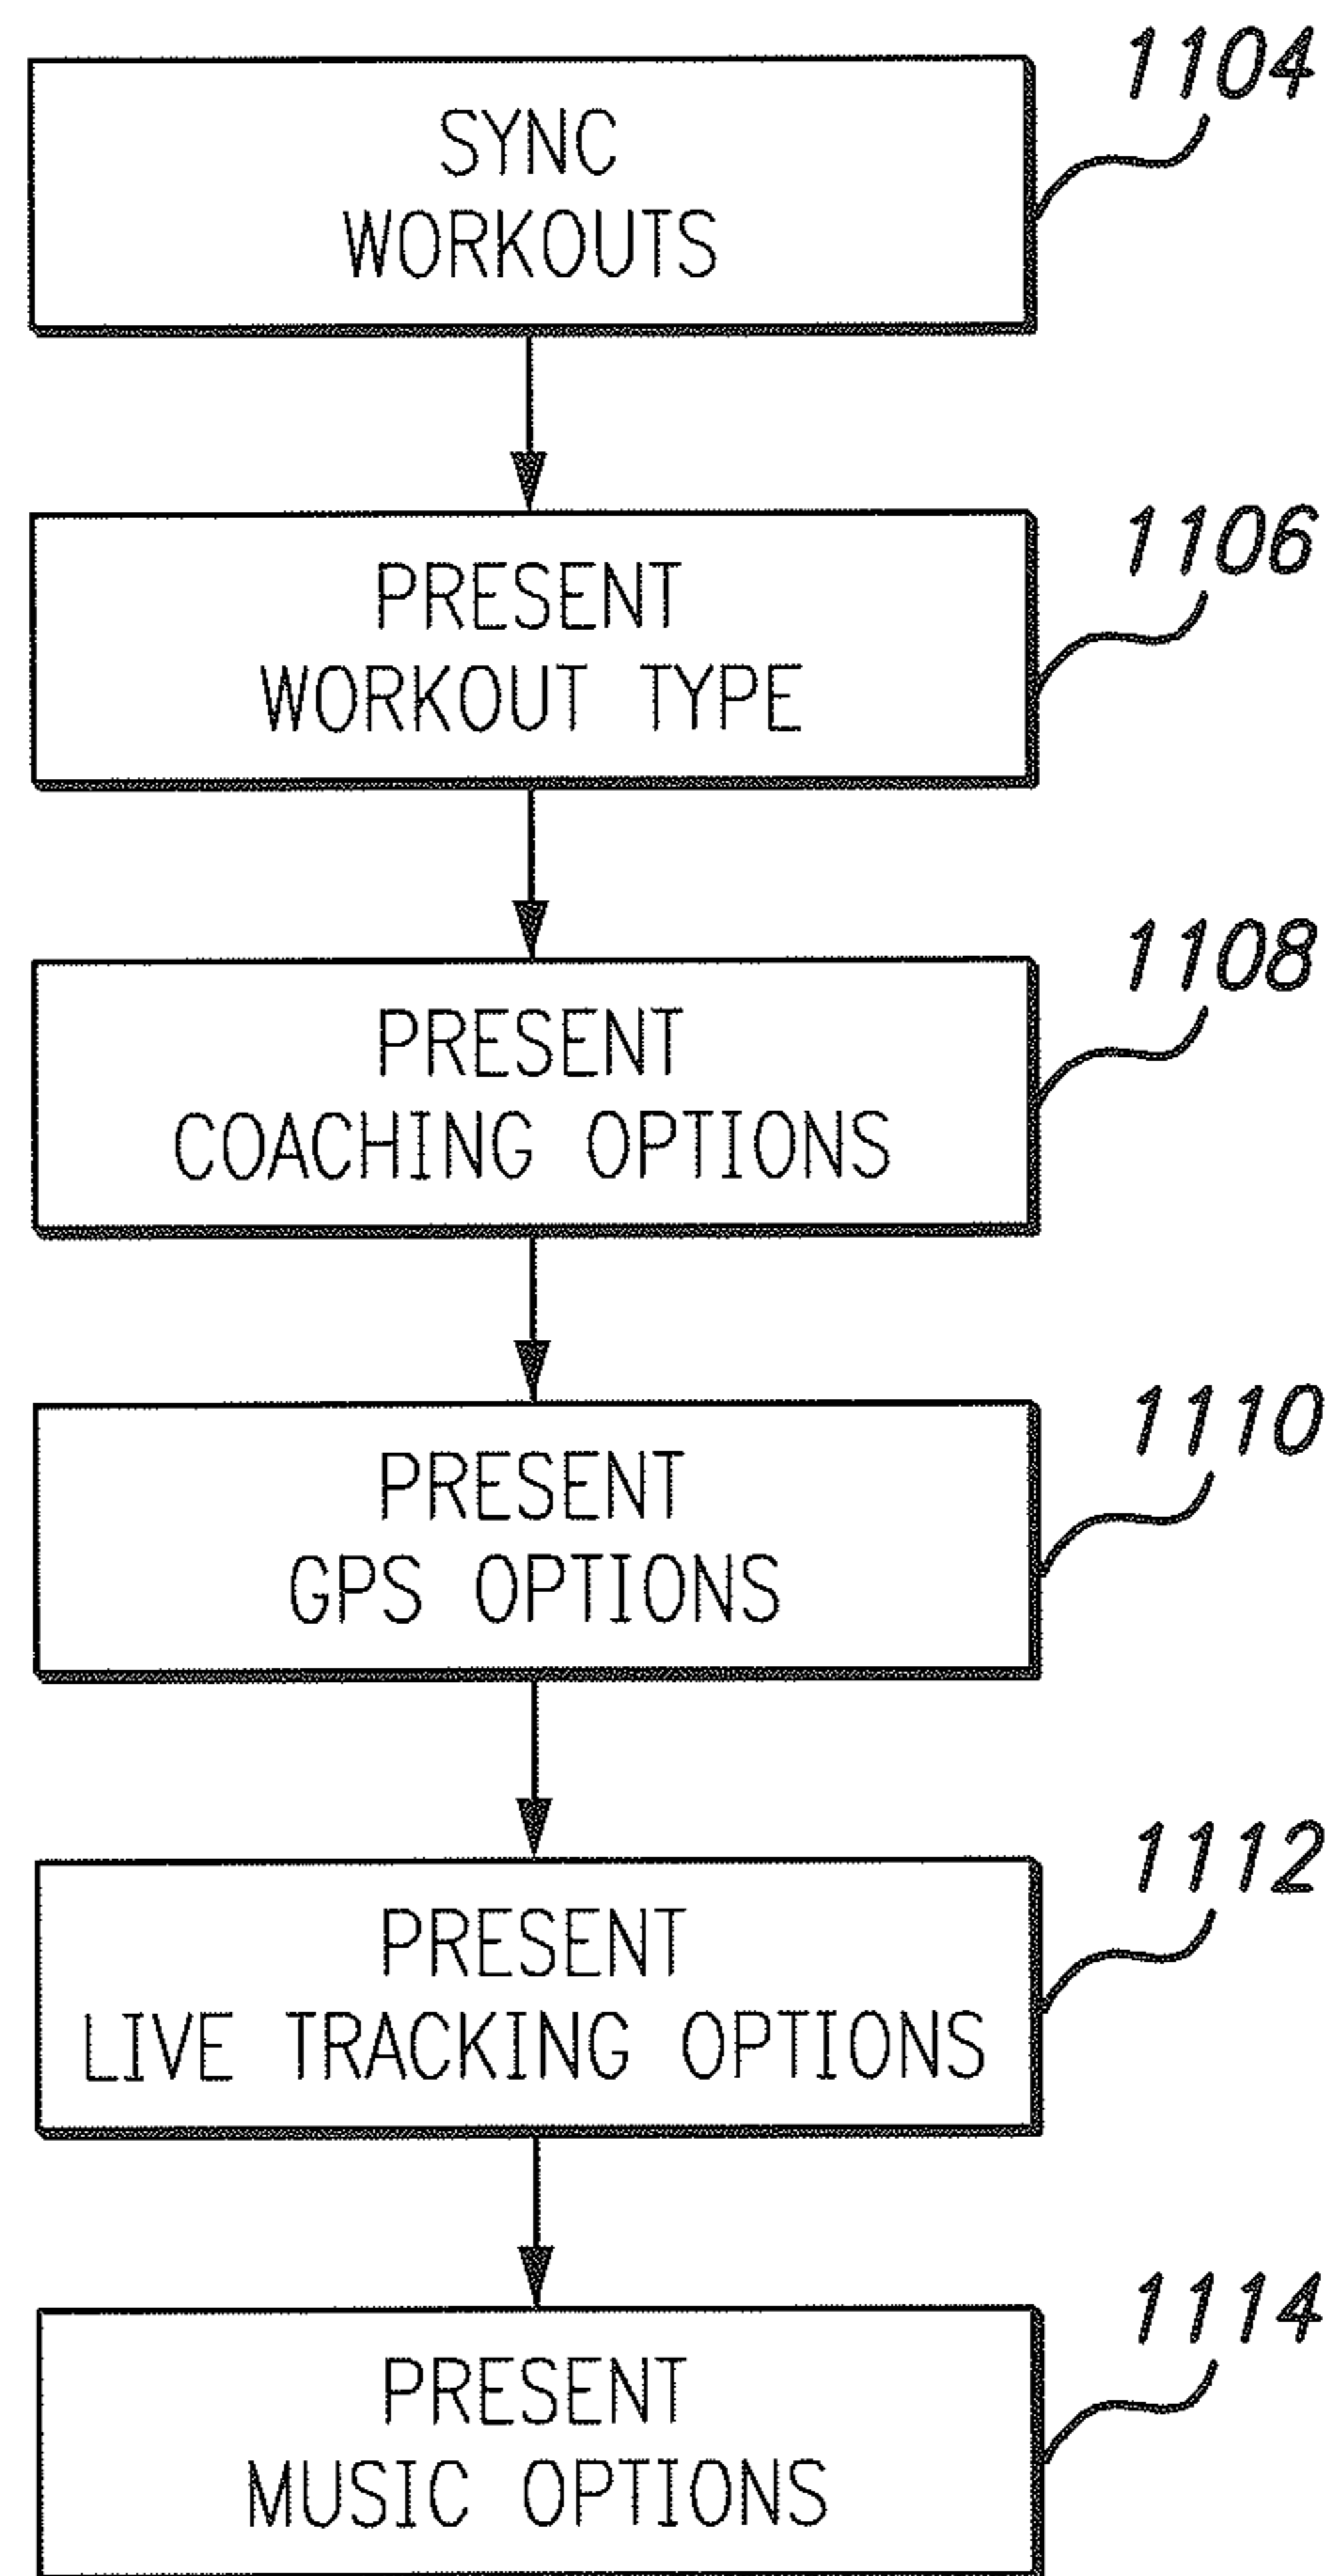 1104
SYNC
WORKOUTS
1106
PRESENT
WORKOUT TYPE
1108
PRESENT
COACHING OPTIONS
1110
PRESENT
GPS OPTIONS
1112
PRESENT
LIVE TRACKING OPTIONS
1114
PRESENT
MUSIC OPTIONS